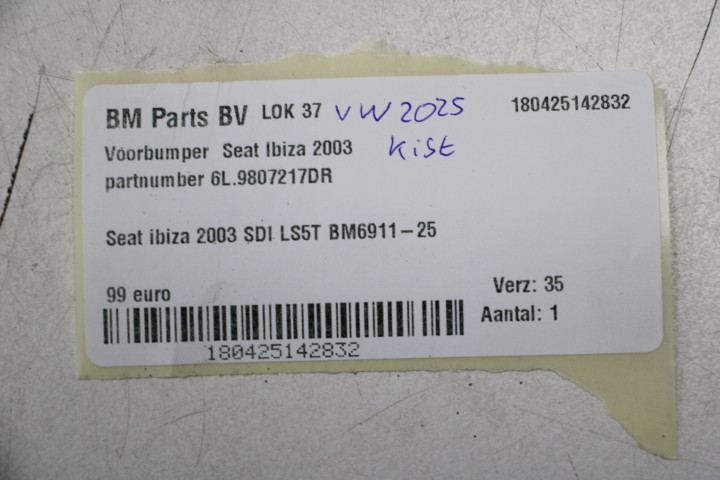 BM Parts BV LOK 37 VW 2025 180425142832
Voorbumper Seat Ibiza 2003 Kist
partnumber 6L.9807217DR
Seat ibiza 2003 SDI LS5T BM6911-25
99 euro Verz: 35
Aantal: 1
180425142832